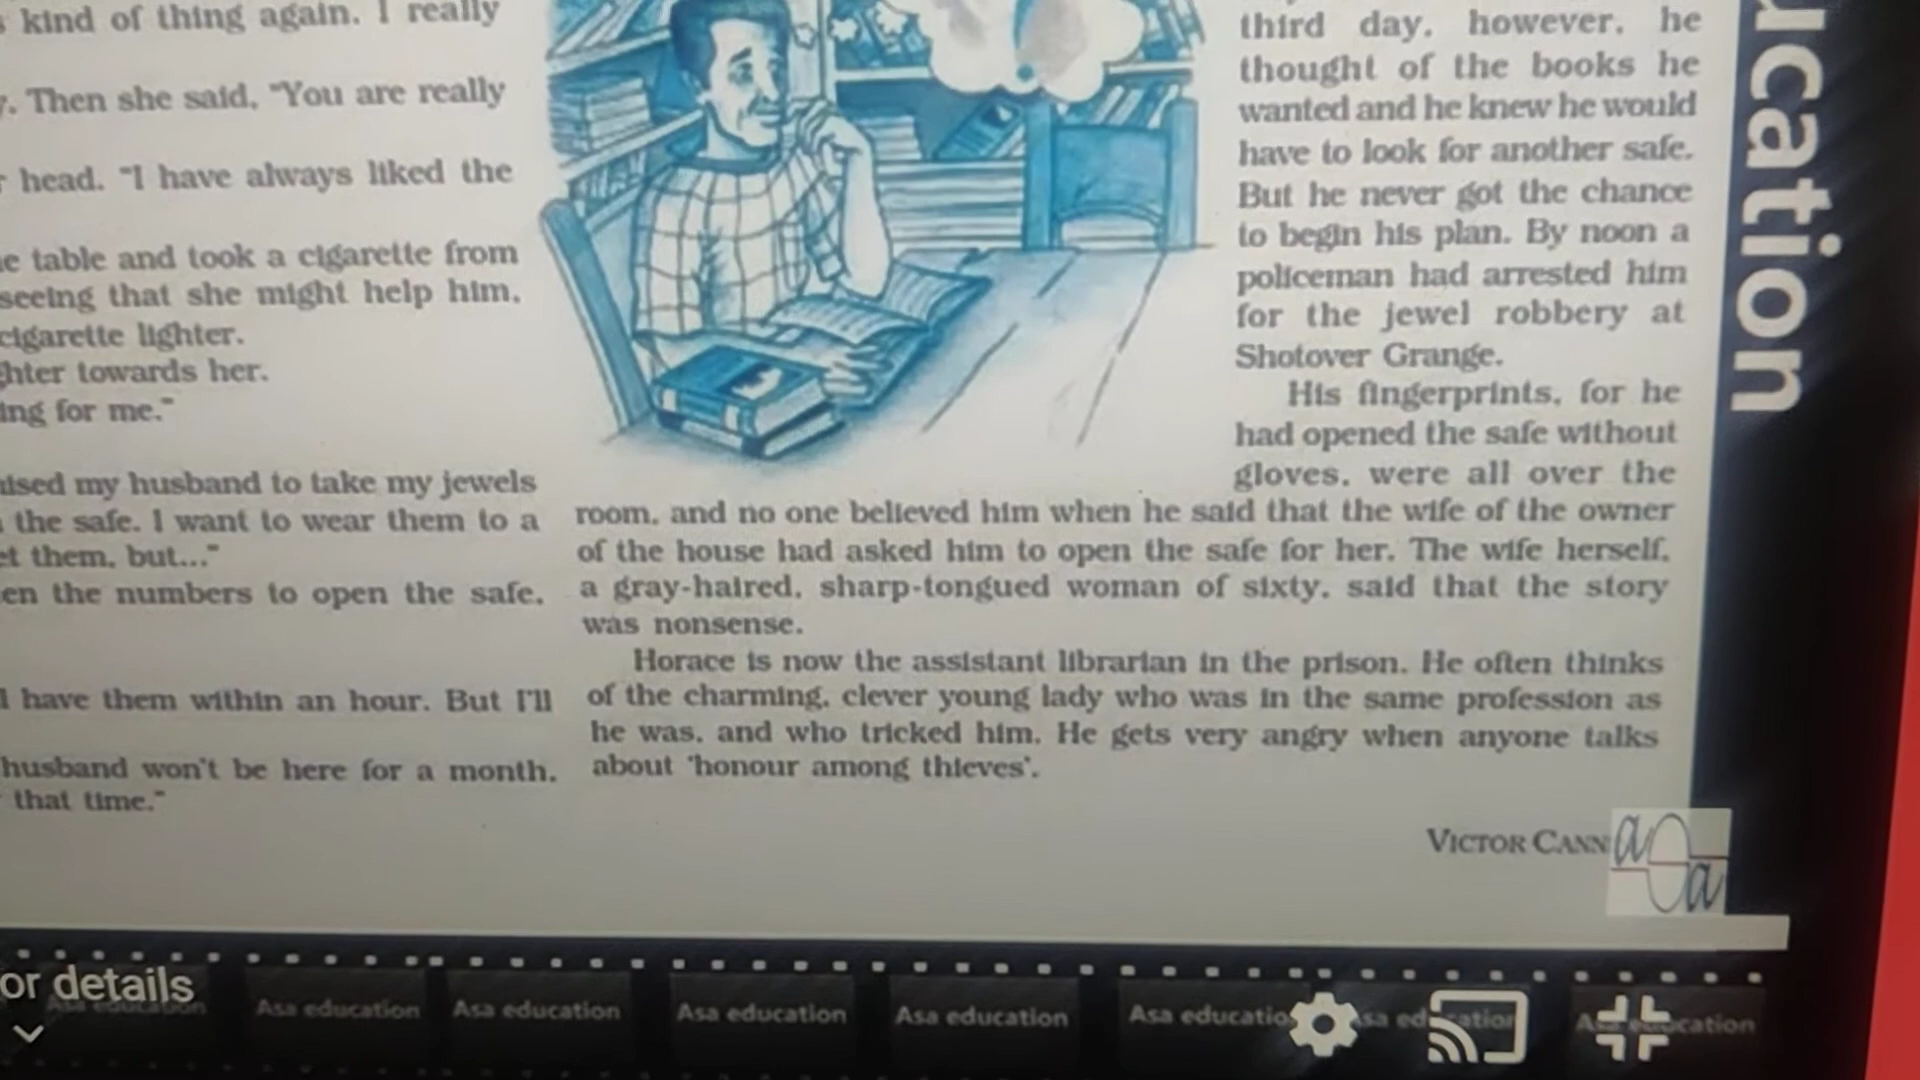 kind of thing again. I really
Then she said, "You are really
head. "I have always liked the
e table and took a cigarette from
seeing that she might help him,
cigarette lighter.
ghter towards her.
ing for me."
ised my husband to take my jewels
the safe. I want to wear them to a
et them, but..."
en the numbers to open the safe,
I have them within an hour. But I'll
husband won't be here for a month,
that time."
third day, however, he
thought of the books he
wanted and he knew he would
have to look for another safe.
But he never got the chance
to begin his plan. By noon a
policeman had arrested him
for the jewel robbery at
Shotover Grange.
His fingerprints, for he
had opened the safe without
gloves, were all over the
room, and no one believed him when he said that the wife of the owner
of the house had asked him to open the safe for her. The wife herself,
a gray-haired, sharp-tongued woman of sixty, said that the story
was nonsense.
Horace is now the assistant librarian in the prison. He often thinks
of the charming, clever young lady who was in the same profession as
he was, and who tricked him. He gets very angry when anyone talks
about 'honour among thieves'.
VICTOR CANN
ucation
or details
Asa education
Asa education
Asa education
Asa education
Asa education
Asa educatio